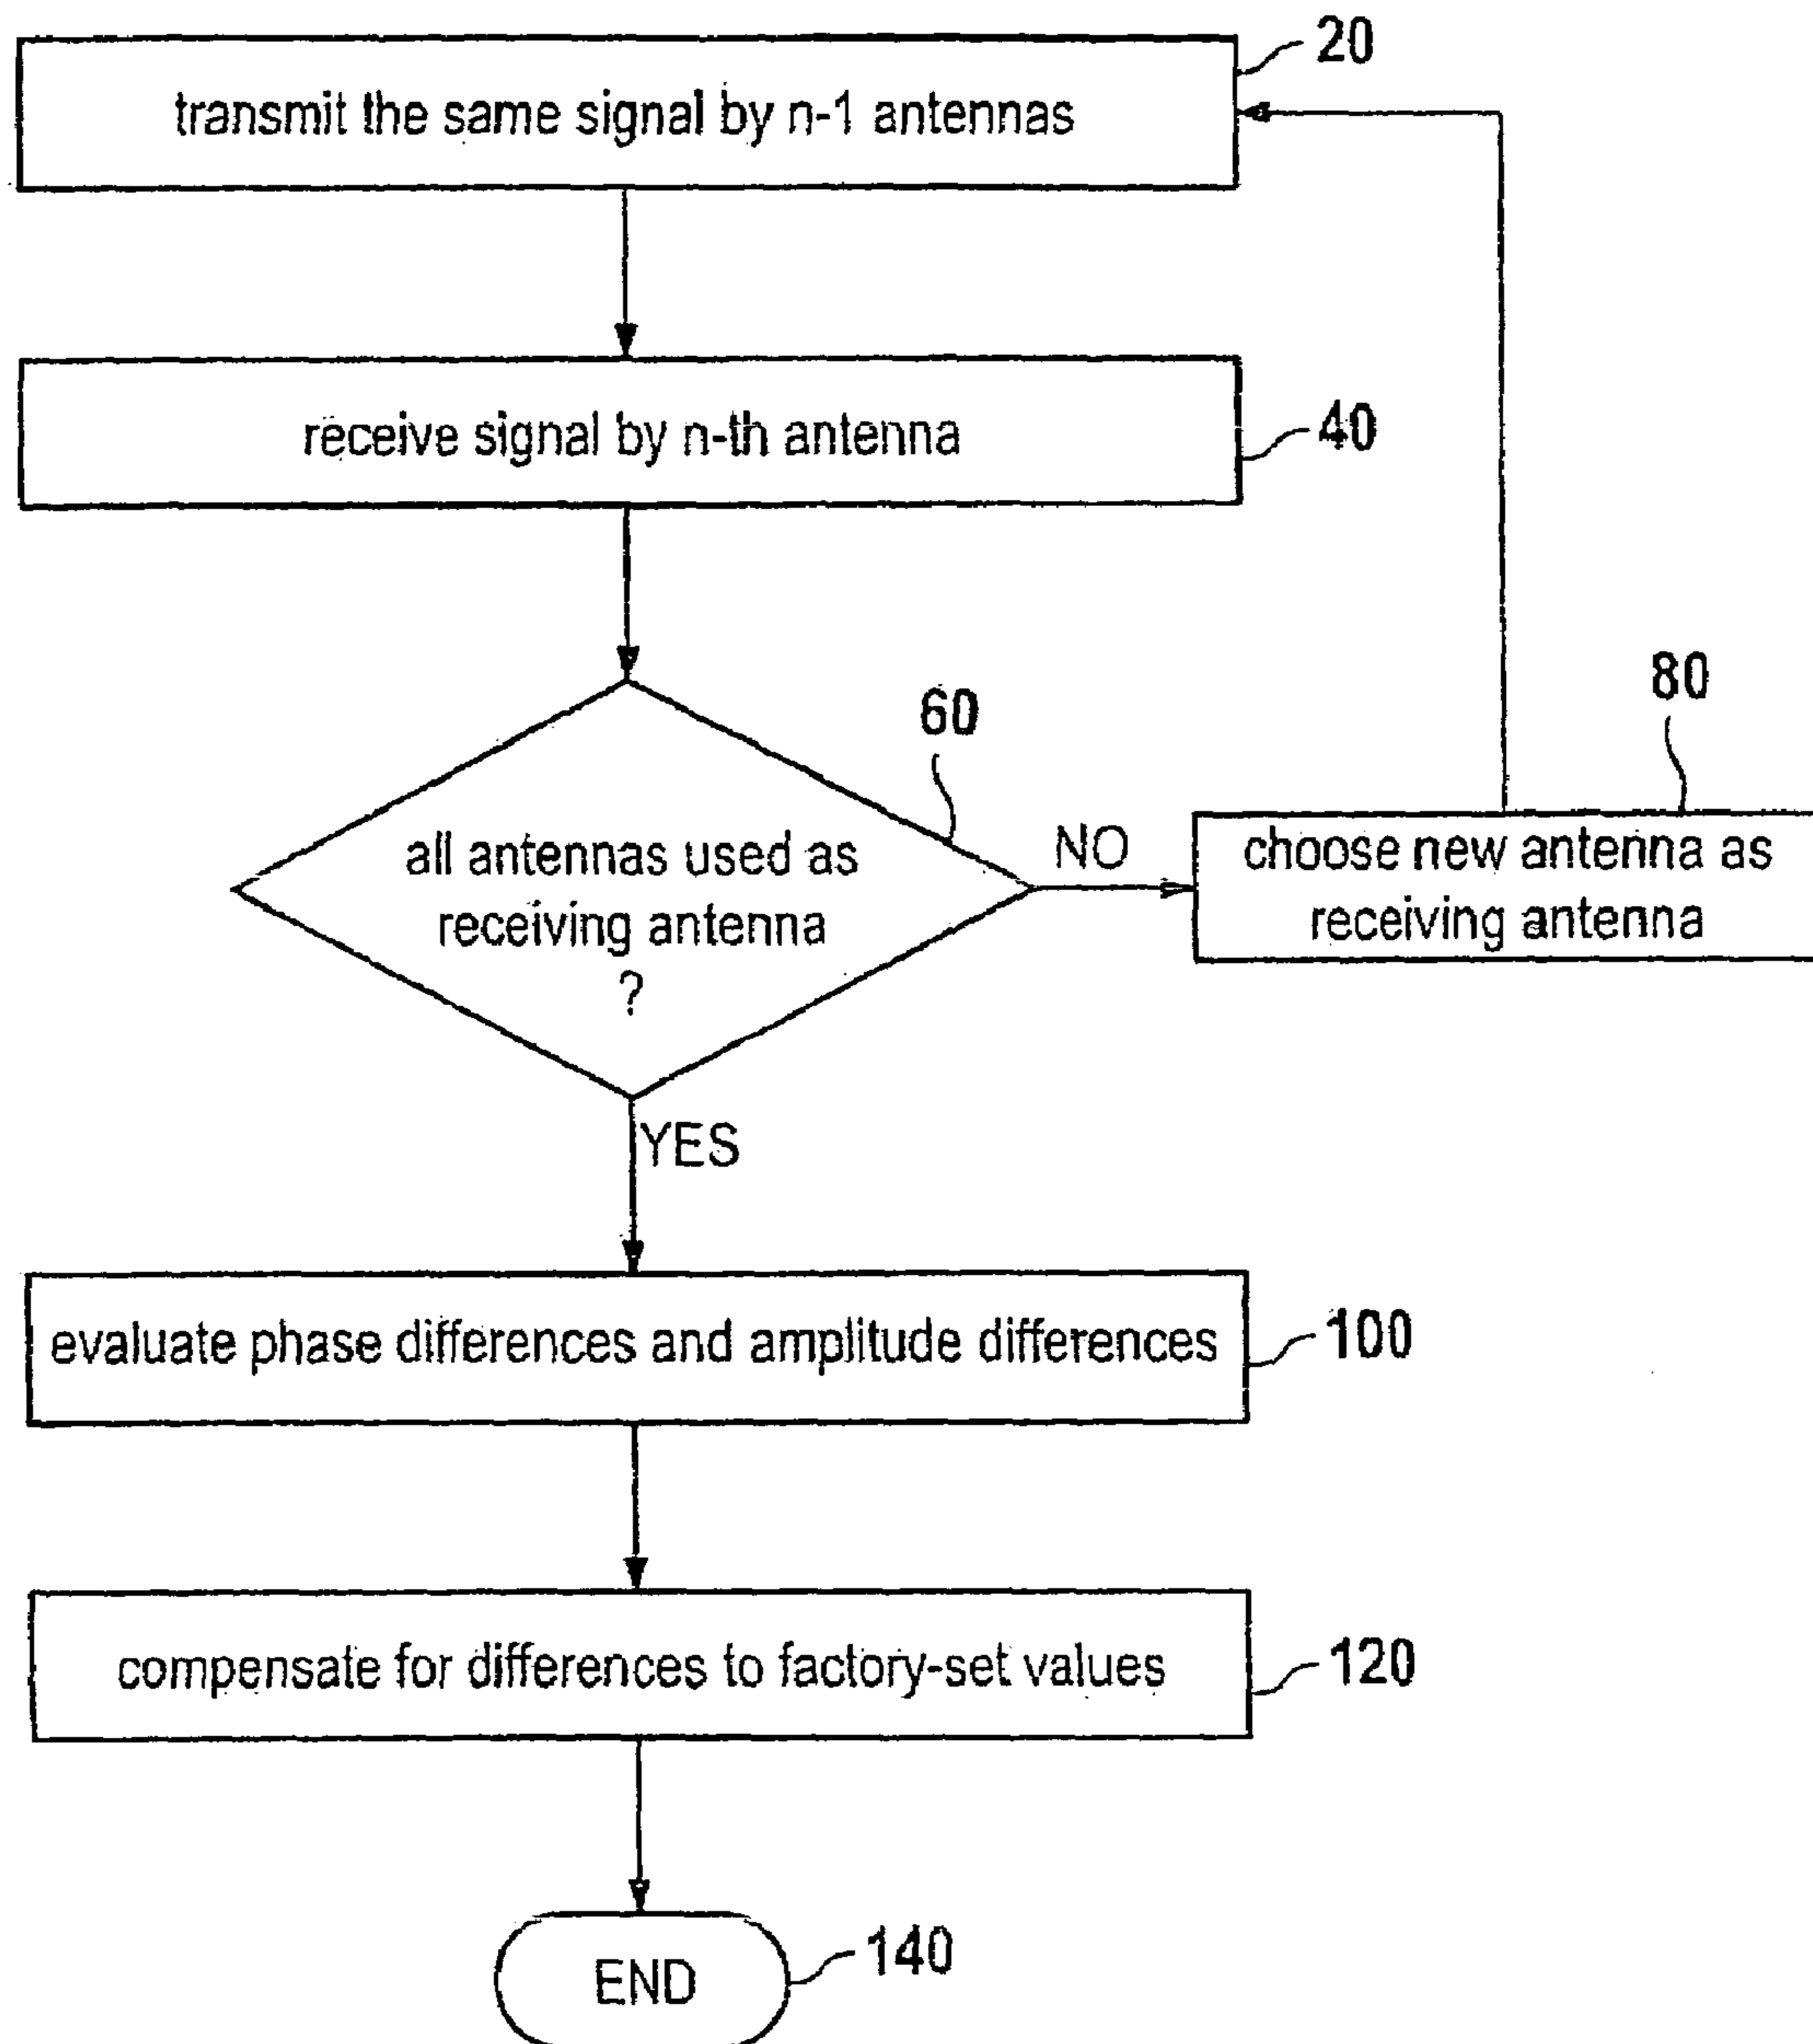 20
transmit the same signal by n-1 antennas
receive signal by n-th antenna
40
60
80
all antennas used as
receiving antenna
?
NO
choose new antenna as
receiving antenna
YES
evaluate phase differences and amplitude differences
100
compensate for differences to factory-set values
120
END
140